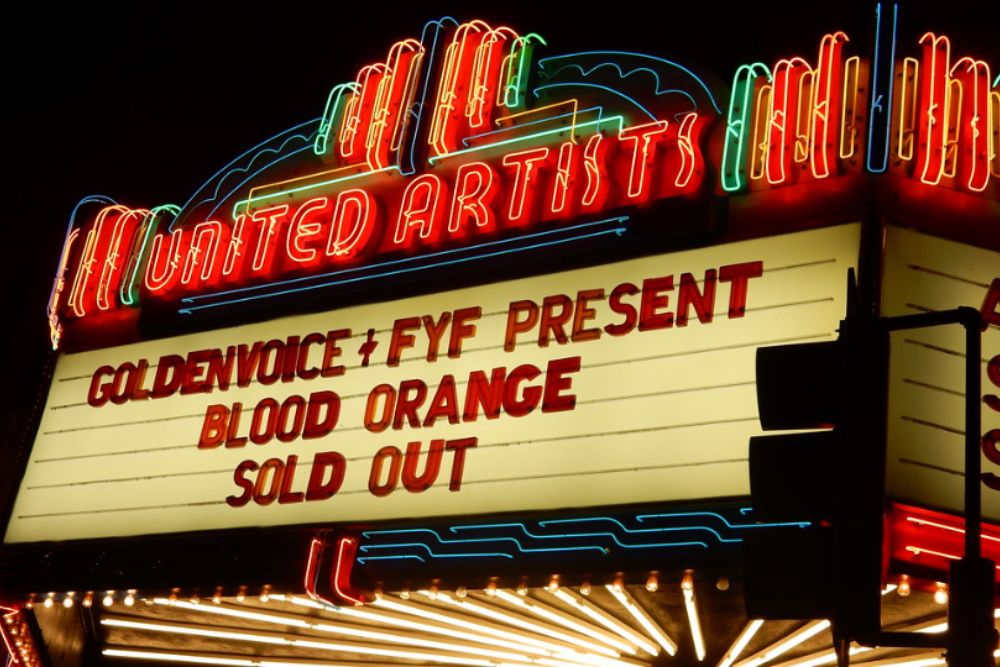 UNITED ARTISTS
GOLDENVOICE + FYF PRESENT
BLOOD ORANGE
SOLD OUT